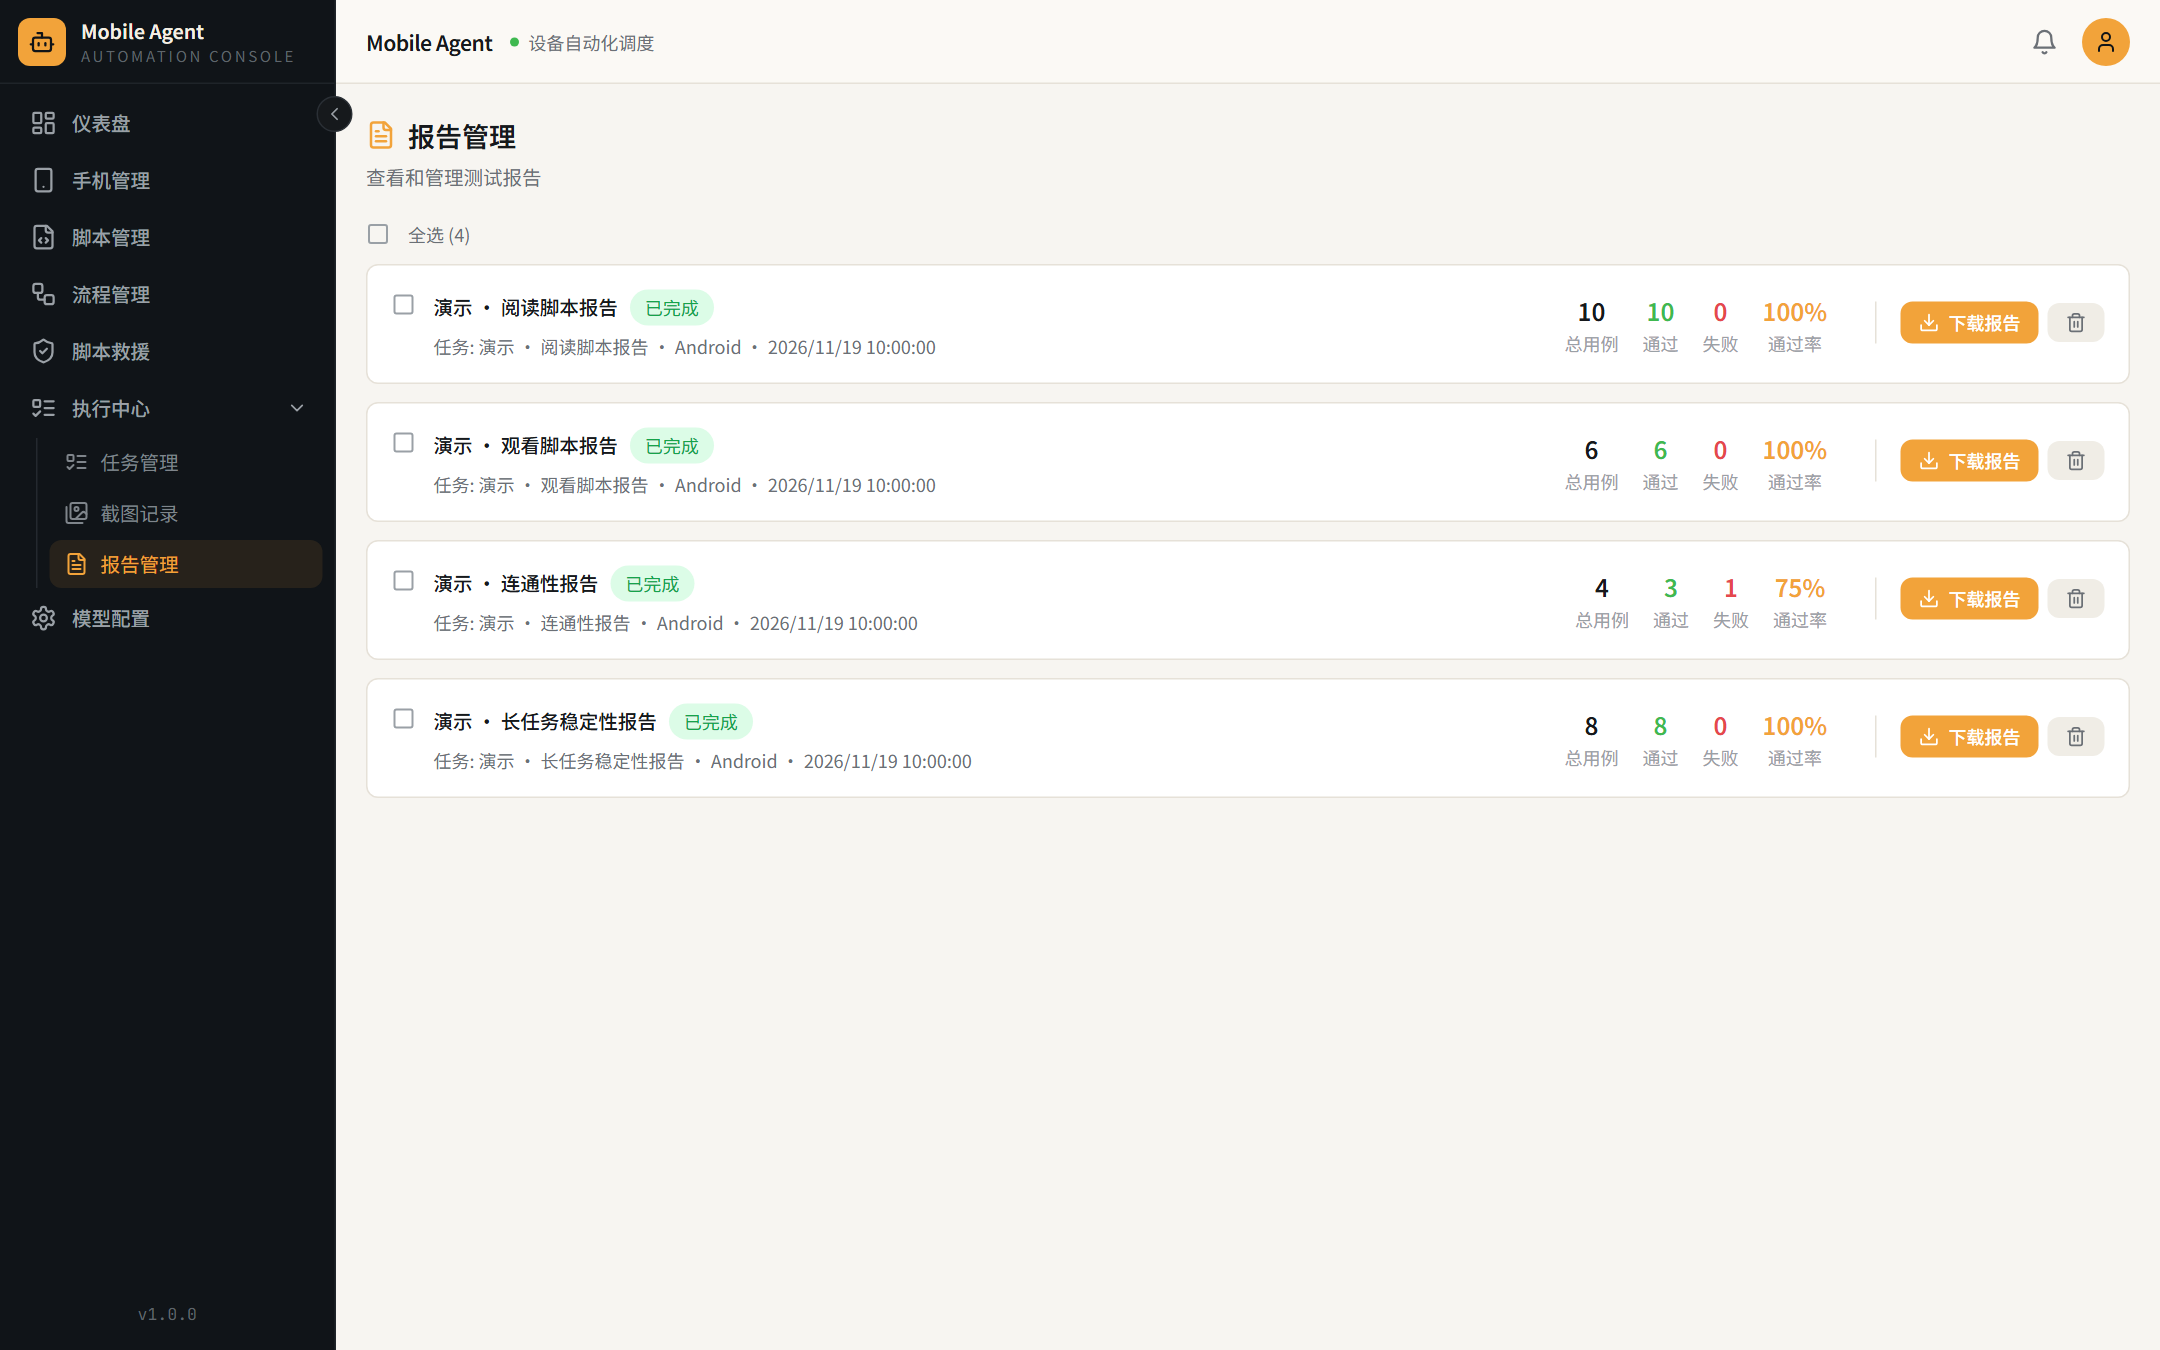 Mobile Agent
AUTOMATION CONSOLE
仪表盘
手机管理
脚本管理
流程管理
脚本救援
执行中心
任务管理
截图记录
报告管理
模型配置
v1.0.0
Mobile Agent 设备自动化调度
报告管理
查看和管理测试报告
全选 (4)
演示 · 阅读脚本报告 已完成
任务: 演示 · 阅读脚本报告 • Android • 2026/11/19 10:00:00
10 10 0 100%
总用例 通过 失败 通过率
下载报告
演示 · 观看脚本报告 已完成
任务: 演示 · 观看脚本报告 • Android • 2026/11/19 10:00:00
6 6 0 100%
总用例 通过 失败 通过率
下载报告
演示 · 连通性报告 已完成
任务: 演示 · 连通性报告 • Android • 2026/11/19 10:00:00
4 3 1 75%
总用例 通过 失败 通过率
下载报告
演示 · 长任务稳定性报告 已完成
任务: 演示 · 长任务稳定性报告 • Android • 2026/11/19 10:00:00
8 8 0 100%
总用例 通过 失败 通过率
下载报告